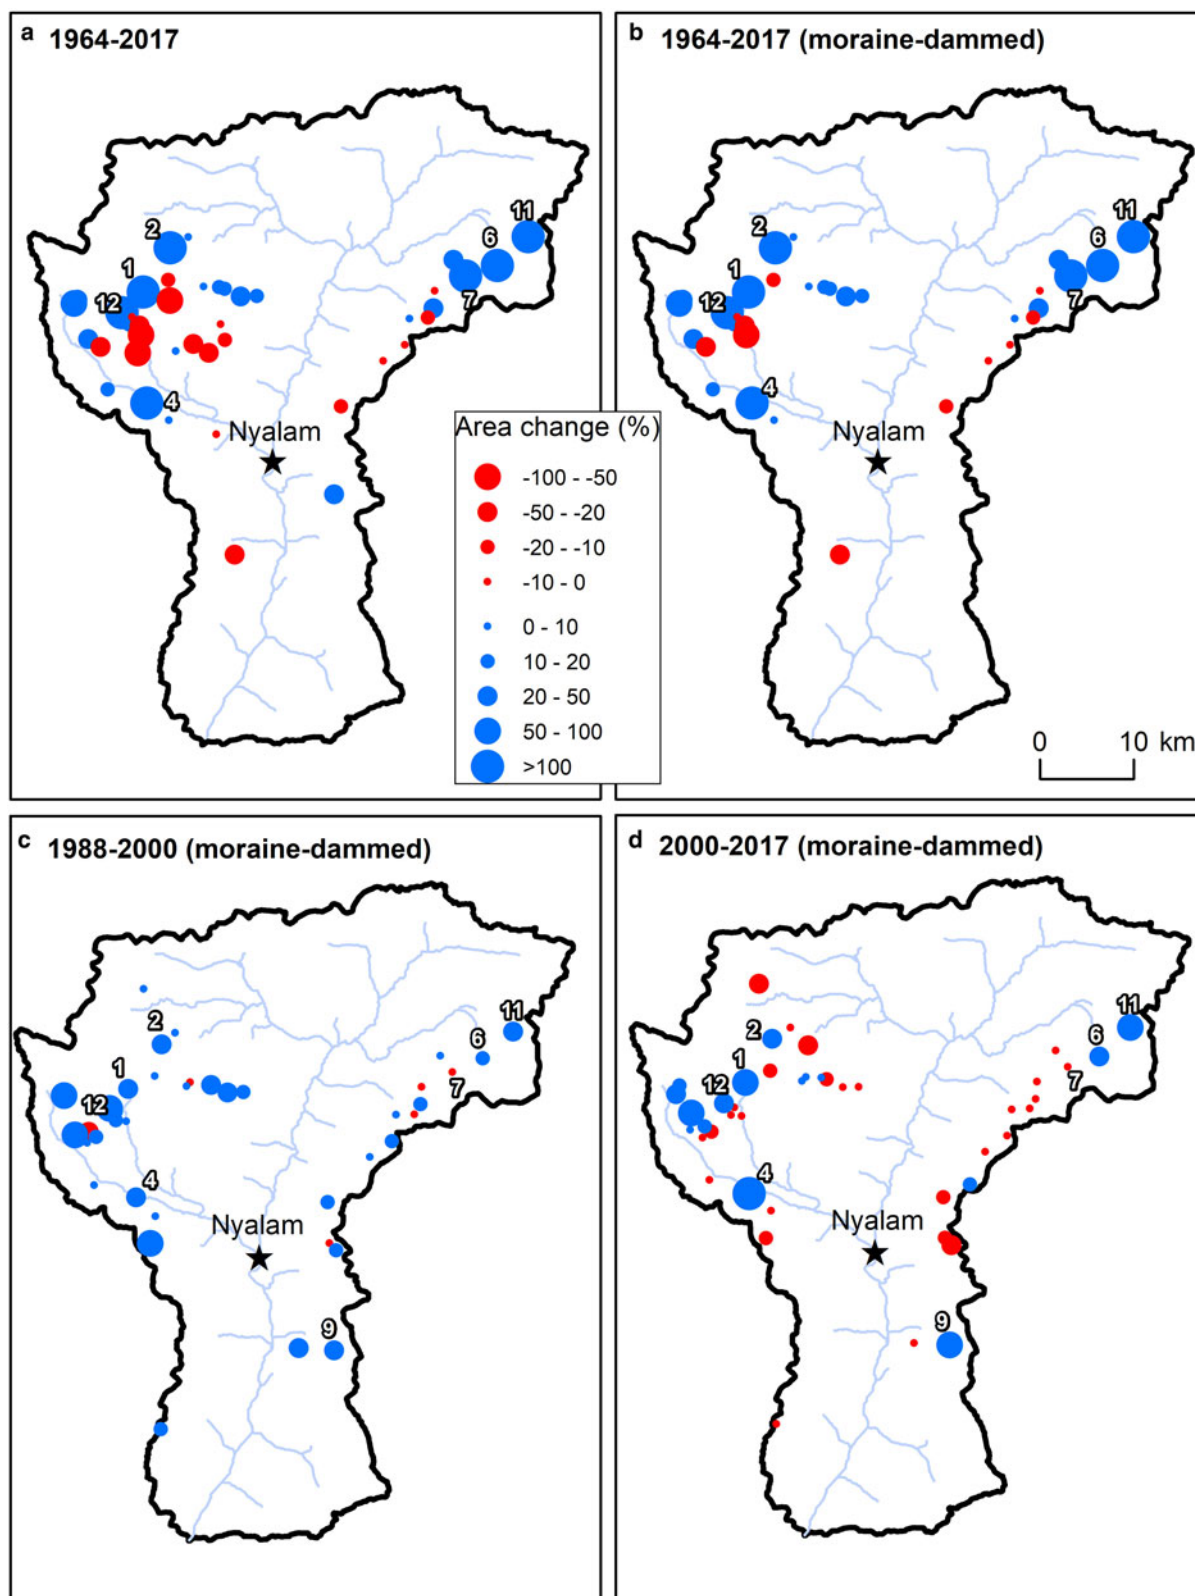 a 1964-2017
2
11
6
1
12
7
4
Nyalam
b 1964-2017 (moraine-dammed)
2
11
6
1
12
7
4
Nyalam
0 10 km
Area change (%)
-100 - -50
-50 - -20
-20 - -10
-10 - 0
0 - 10
10 - 20
20 - 50
50 - 100
>100
c 1988-2000 (moraine-dammed)
11
2
6
1
7
12
4
Nyalam
9
d 2000-2017 (moraine-dammed)
11
2
6
1
7
12
4
Nyalam
9